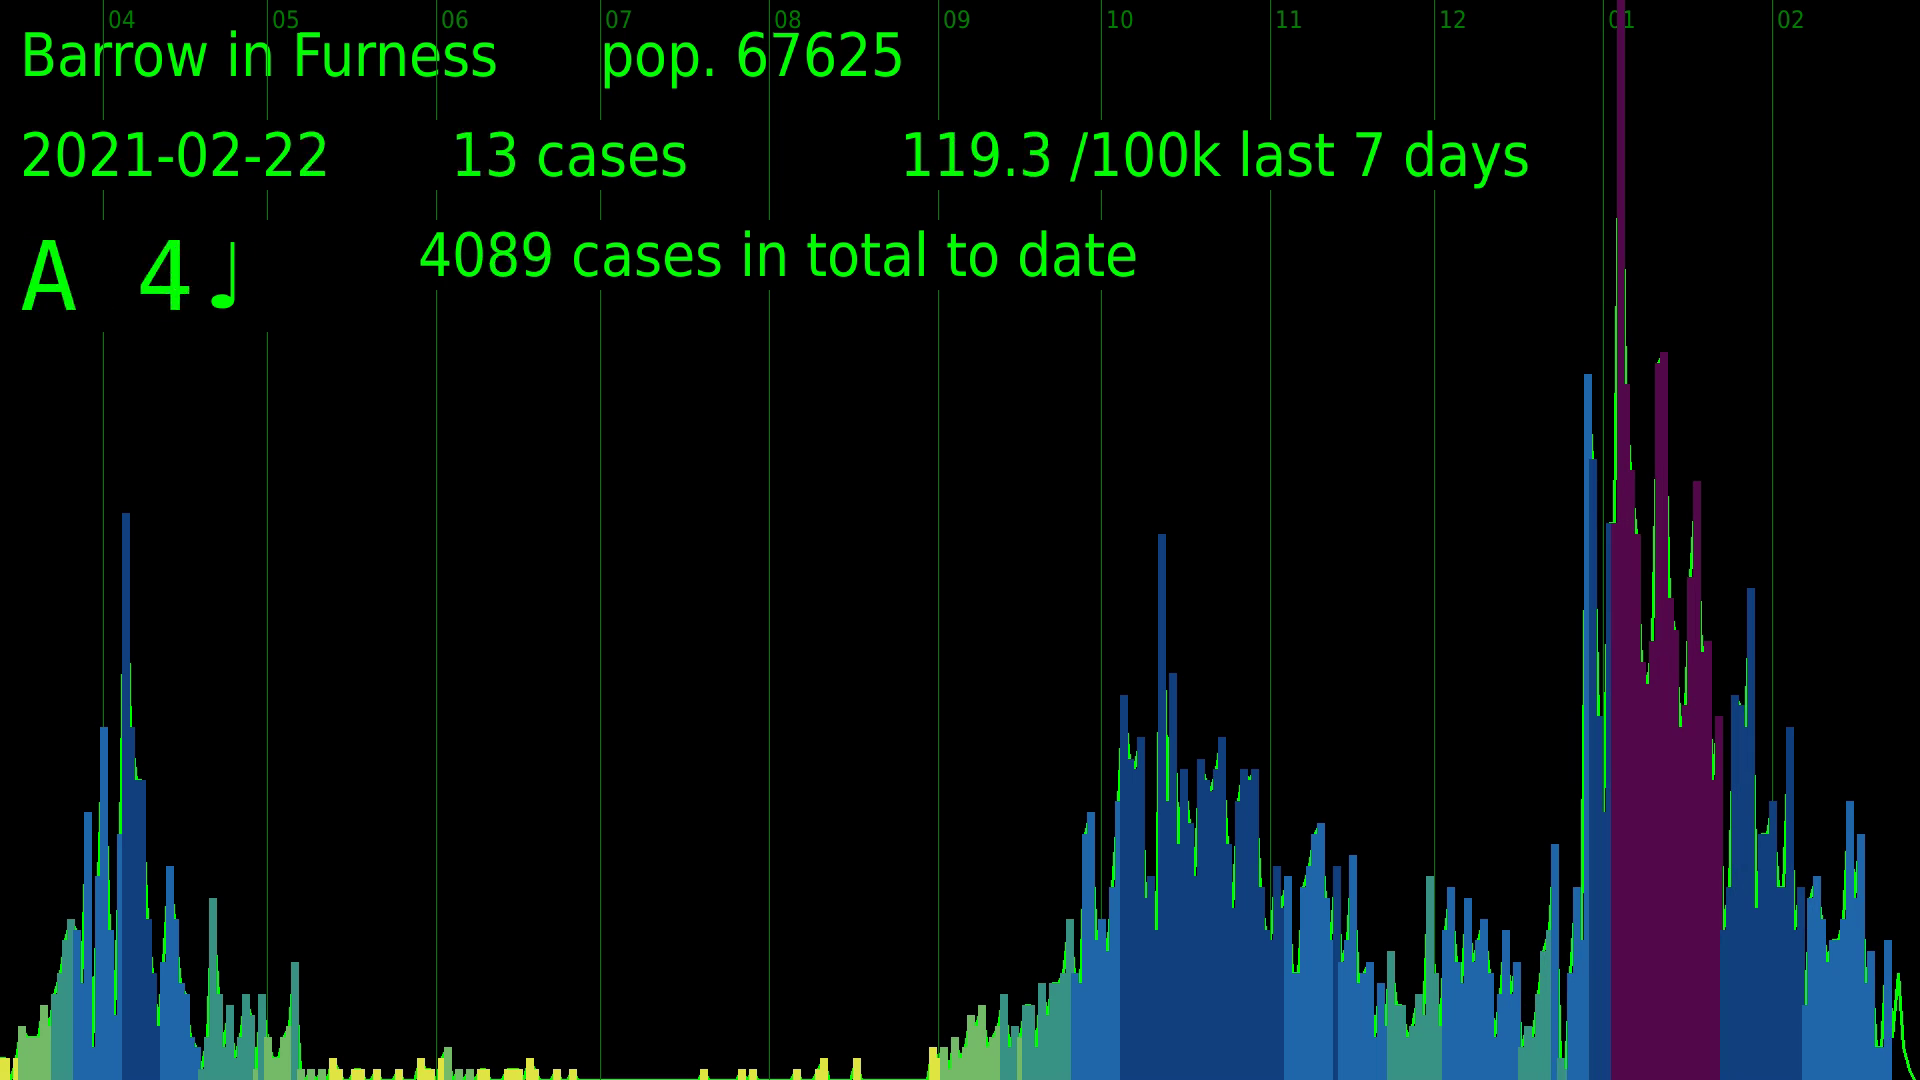 04 05 06 07 08 09 10 11 12 01 02
Barrow in Furness pop. 67625
2021-02-22 13 cases 119.3 /100k last 7 days
A 4♩ 4089 cases in total to date